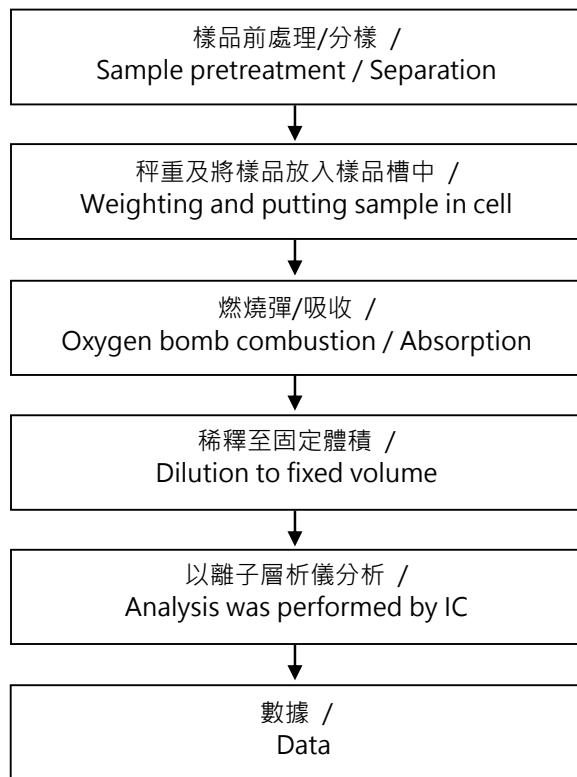 樣品前處理/分樣 /
Sample pretreatment / Separation
秤重及將樣品放入樣品槽中 /
Weighting and putting sample in cell
燃燒彈/吸收 /
Oxygen bomb combustion / Absorption
稀釋至固定體積 /
Dilution to fixed volume
以離子層析儀分析 /
Analysis was performed by IC
數據 /
Data